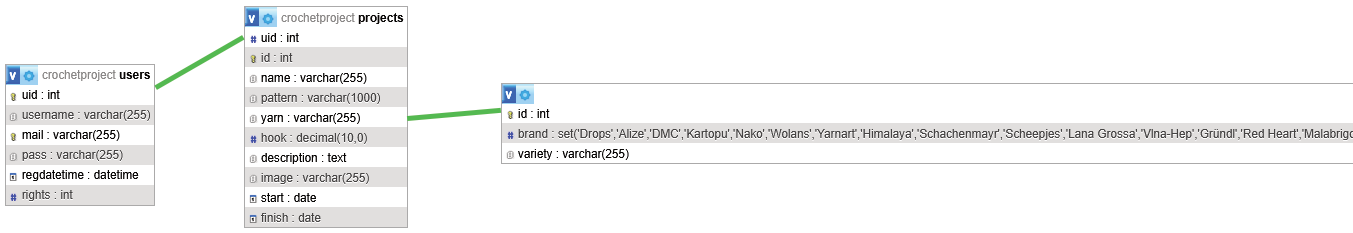 V crochetproject users
uid : int
username : varchar(255)
mail : varchar(255)
pass : varchar(255)
regdatetime : datetime
rights : int
V crochetproject projects
uid : int
id : int
name : varchar(255)
pattern : varchar(1000)
yarn : varchar(255)
hook : decimal(10,0)
description : text
image : varchar(255)
start : date
finish : date
V
id : int
brand : set('Drops','Alize','DMC','Kartopu','Nako','Wolans','Yarnart','Himalaya','Schachenmayr','Scheepjes','Lana Grossa','Vlna-Hep','Gründl','Red Heart','Malabrigo
variety : varchar(255)